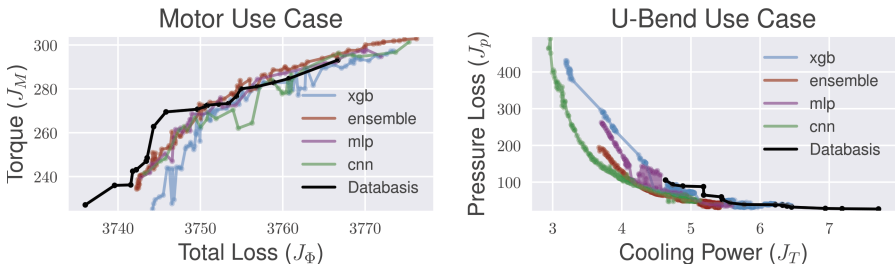 Motor Use Case
Torque (J_M)
300
280
260
240
3740
3750
3760
3770
Total Loss (J_Φ)
xgb
ensemble
mlp
cnn
Databasis
U-Bend Use Case
Pressure Loss (J_p)
400
300
200
100
3
4
5
6
7
Cooling Power (J_T)
xgb
ensemble
mlp
cnn
Databasis